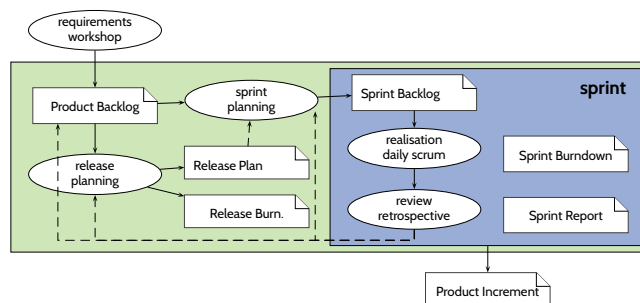 requirements
workshop
sprint
Product Backlog
sprint
planning
Sprint Backlog
realisation
daily scrum
Sprint Burndown
release
planning
Release Plan
Release Burn.
review
retrospective
Sprint Report
Product Increment